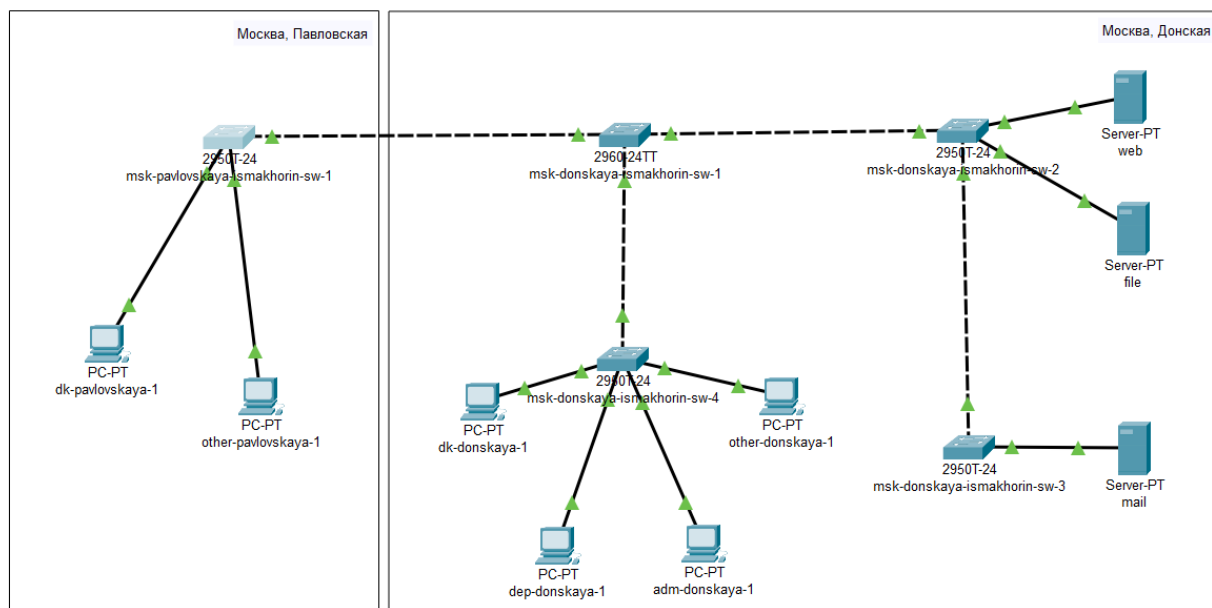 Москва, Павловская
Москва, Донская
2950T-24
msk-pavlovskaya-ismakhorin-sw-1
2960-24TT
msk-donskaya-ismakhorin-sw-1
2950T-24
msk-donskaya-ismakhorin-sw-2
Server-PT
web
Server-PT
file
PC-PT
dk-pavlovskaya-1
PC-PT
other-pavlovskaya-1
2950T-24
msk-donskaya-ismakhorin-sw-4
PC-PT
dk-donskaya-1
PC-PT
other-donskaya-1
PC-PT
dep-donskaya-1
PC-PT
adm-donskaya-1
2950T-24
msk-donskaya-ismakhorin-sw-3
Server-PT
mail